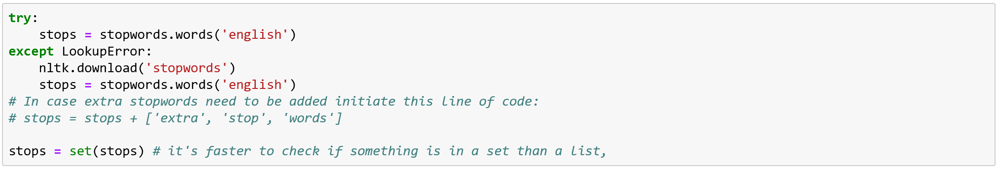 try:
    stops = stopwords.words('english')
except LookupError:
    nltk.download('stopwords')
    stops = stopwords.words('english')
# In case extra stopwords need to be added initiate this line of code:
# stops = stops + ['extra', 'stop', 'words']

stops = set(stops) # it's faster to check if something is in a set than a list,